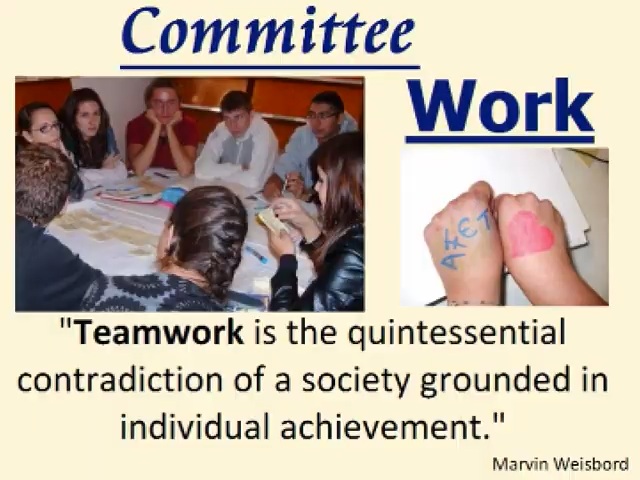 Committee
Work
"Teamwork is the quintessential
contradiction of a society grounded in
individual achievement."
Marvin Weisbord